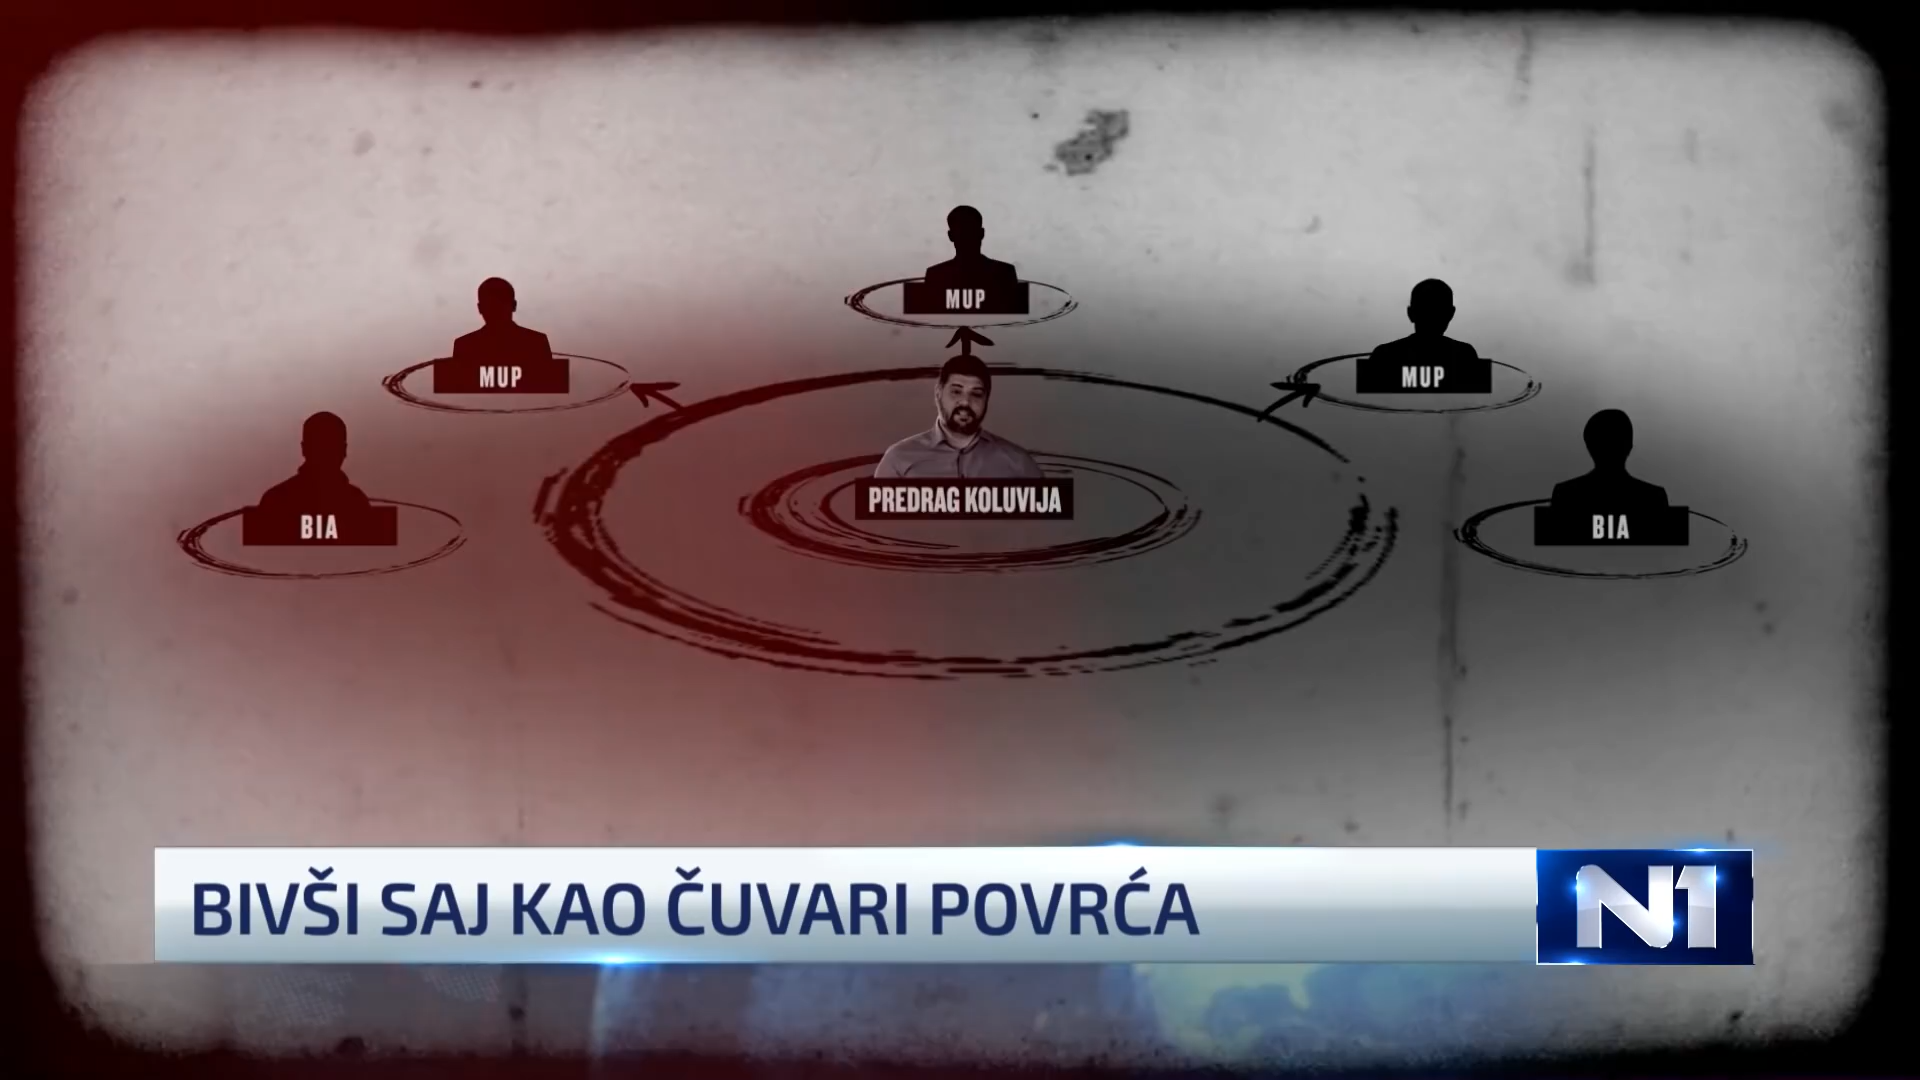 MUP
MUP
MUP
BIA
PREDRAG KOLUVIJA
BIA
BIVŠI SAJ KAO ČUVARI POVRĆA
N1